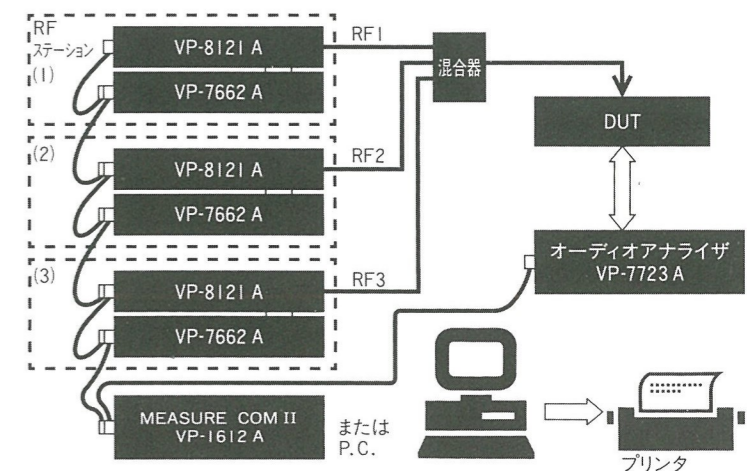 RF
ステーション
(1)
VP-8121 A
VP-7662 A
RF1
混合器
DUT
(2)
VP-8121 A
VP-7662 A
RF2
(3)
VP-8121 A
VP-7662 A
RF3
オーディオアナライザ
VP-7723 A
MEASURE COM II
VP-1612 A
または
P.C.
プリンタ